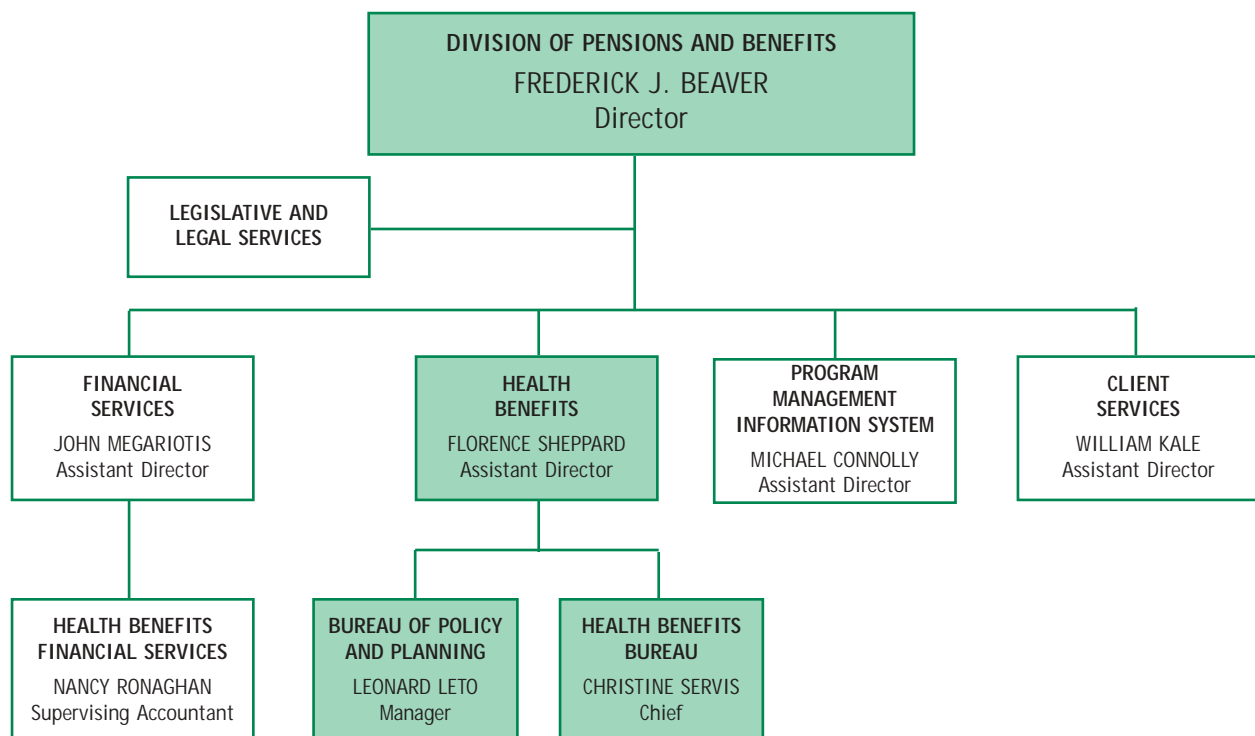 DIVISION OF PENSIONS AND BENEFITS
FREDERICK J. BEAVER
Director
LEGISLATIVE AND
LEGAL SERVICES
FINANCIAL
SERVICES
JOHN MEGARIOTIS
Assistant Director
HEALTH
BENEFITS
FLORENCE SHEPPARD
Assistant Director
PROGRAM
MANAGEMENT
INFORMATION SYSTEM
MICHAEL CONNOLLY
Assistant Director
CLIENT
SERVICES
WILLIAM KALE
Assistant Director
HEALTH BENEFITS
FINANCIAL SERVICES
NANCY RONAGHAN
Supervising Accountant
BUREAU OF POLICY
AND PLANNING
LEONARD LETO
Manager
HEALTH BENEFITS
BUREAU
CHRISTINE SERVIS
Chief